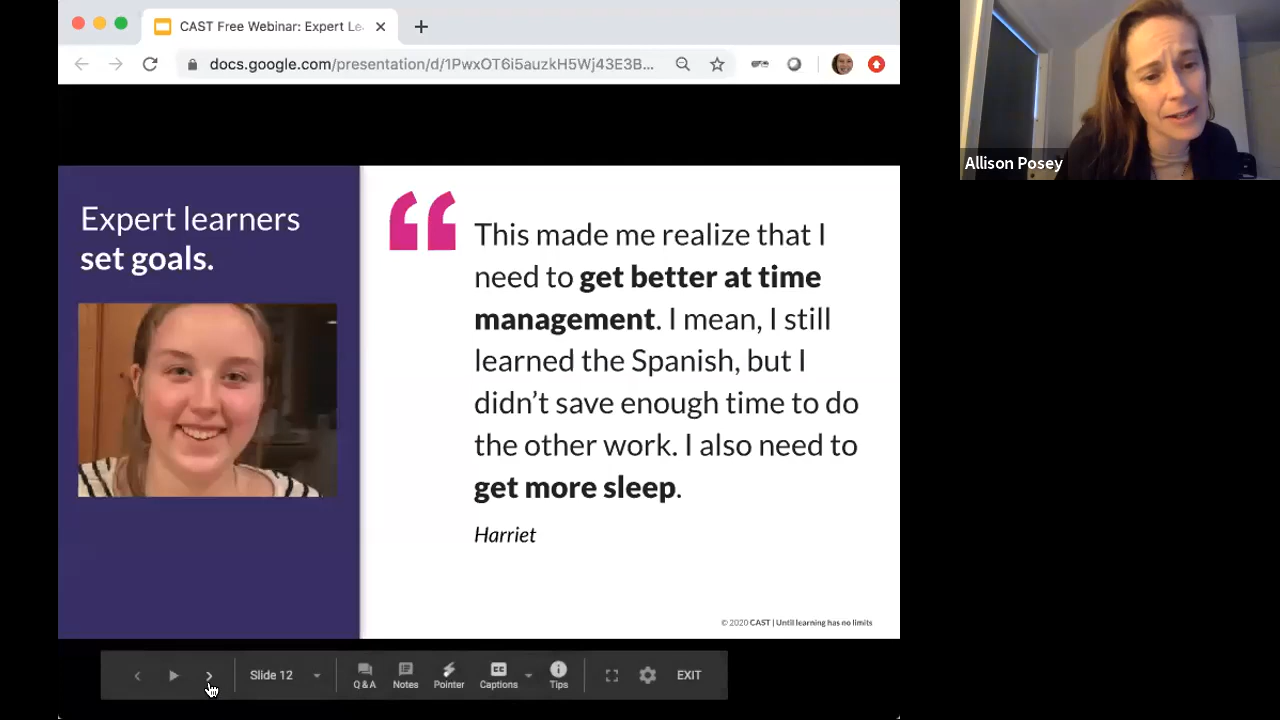 CAST Free Webinar: Expert Le
docs.google.com/presentation/d/1PwxOT6i5auzkH5Wj43E3B...
Allison Posey
Expert learners
set goals.
This made me realize that I
need to get better at time
management. I mean, I still
learned the Spanish, but I
didn’t save enough time to do
the other work. I also need to
get more sleep.
Harriet
© 2020 CAST | Until learning has no limits
Slide 12
Q & A
Notes
Pointer
CC
Captions
Tips
EXIT